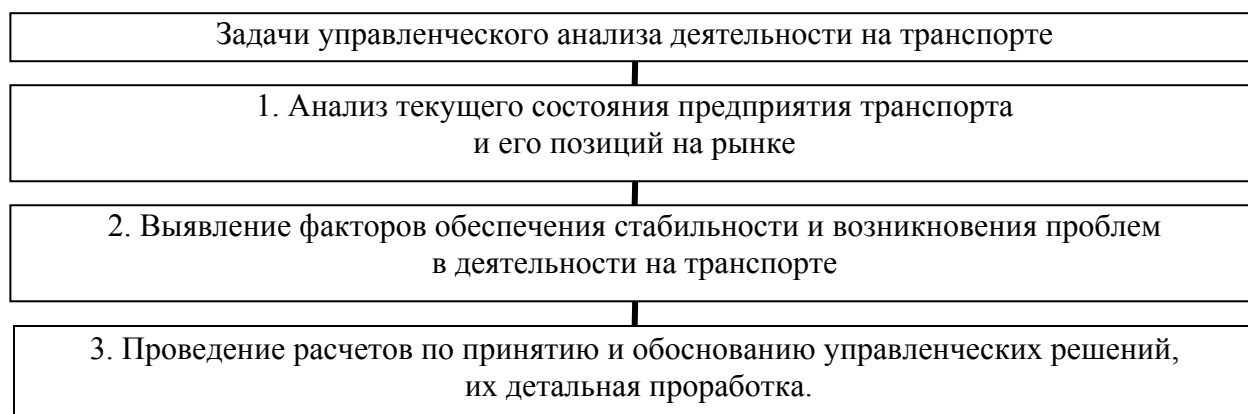 Задачи управленческого анализа деятельности на транспорте
1. Анализ текущего состояния предприятия транспорта
и его позиций на рынке
2. Выявление факторов обеспечения стабильности и возникновения проблем
в деятельности на транспорте
3. Проведение расчетов по принятию и обоснованию управленческих решений,
их детальная проработка.